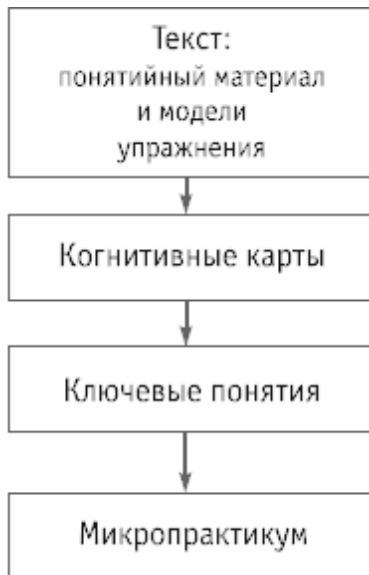 Текст:
понятийный материал
и модели
упражнения
Когнитивные карты
Ключевые понятия
Микропрактикум